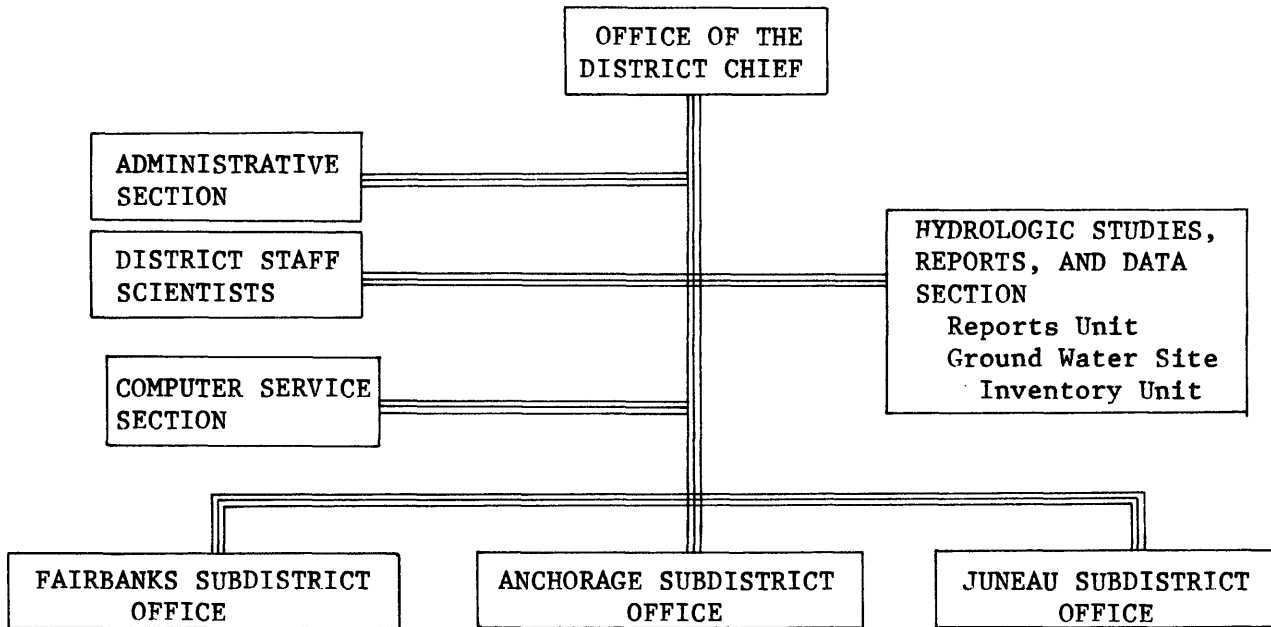 OFFICE OF THE
DISTRICT CHIEF
ADMINISTRATIVE
SECTION
DISTRICT STAFF
SCIENTISTS
HYDROLOGIC STUDIES,
REPORTS, AND DATA
SECTION
Reports Unit
Ground Water Site
Inventory Unit
COMPUTER SERVICE
SECTION
FAIRBANKS SUBDISTRICT
OFFICE
ANCHORAGE SUBDISTRICT
OFFICE
JUNEAU SUBDISTRICT
OFFICE